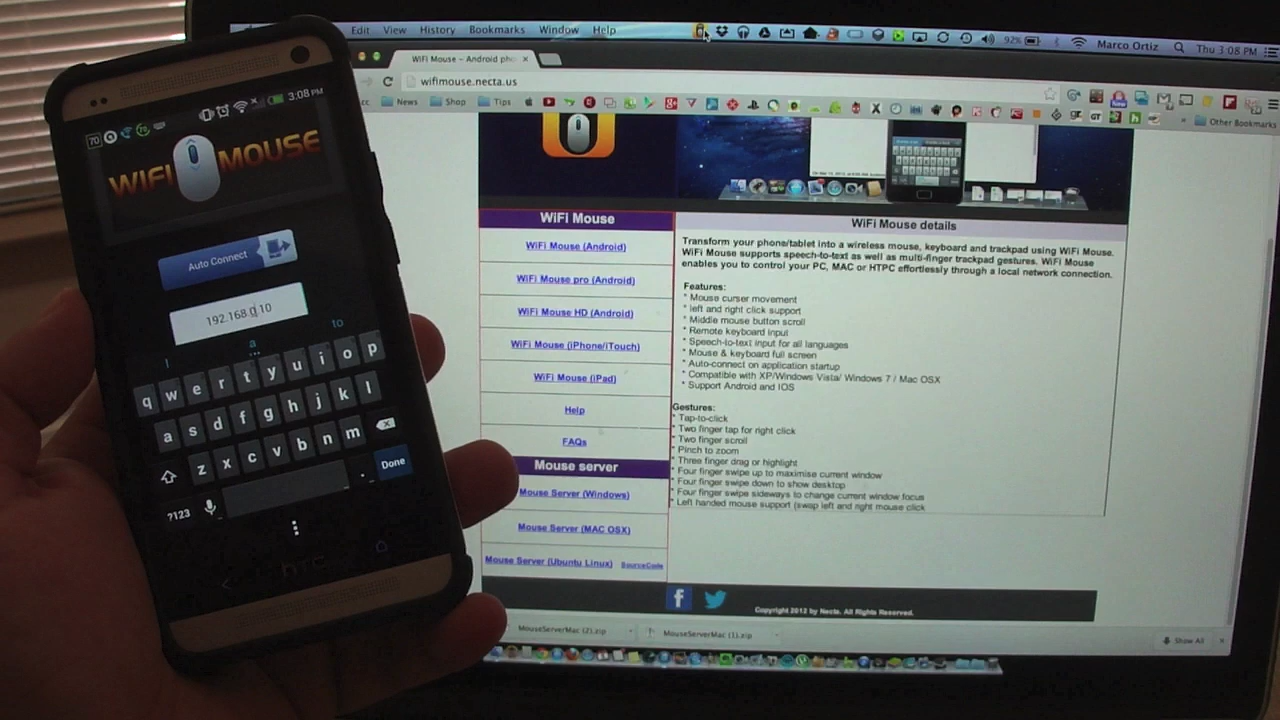 70
3:08 PM
WIFI MOUSE
Auto Connect
192.168.0.10
l a to
q w e r t y u i o p
a s d f g h j k l
z x c v b n m
?123 . Done
hTC
Edit View History Bookmarks Window Help
92% Marco Ortiz Thu 3:08 PM
WiFi Mouse – Android pho
wifimouse.necta.us
News Shop Tips
New
Other Bookmarks
WiFi Mouse
WiFi Mouse (Android)
WiFi Mouse pro (Android)
WiFi Mouse HD (Android)
WiFi Mouse (iPhone/iTouch)
WiFi Mouse (iPad)
Help
FAQs
Mouse server
Mouse Server (Windows)
Mouse Server (MAC OSX)
Mouse Server (Ubuntu Linux) SourceCode
WiFi Mouse details
Transform your phone/tablet into a wireless mouse, keyboard and trackpad using WiFi Mouse.
WiFi Mouse supports speech-to-text as well as multi-finger trackpad gestures. WiFi Mouse
enables you to control your PC, MAC or HTPC effortlessly through a local network connection.
Features:
* Mouse curser movement
* left and right click support
* Middle mouse button scroll
* Remote keyboard input
* Speech-to-text input for all languages
* Mouse & keyboard full screen
* Auto-connect on application startup
* Compatible with XP/Windows Vista/ Windows 7 / Mac OSX
* Support Android and IOS
Gestures:
* Tap-to-click
* Two finger tap for right click
* Two finger scroll
* Pinch to zoom
* Three finger drag or highlight
* Four finger swipe up to maximise current window
* Four finger swipe down to show desktop
* Four finger swipe sideways to change current window focus
* Left handed mouse support (swap left and right mouse click
Copyright 2012 by Necta. All Rights Reserved.
MouseServerMac (2).zip
MouseServerMac (1).zip
Show All